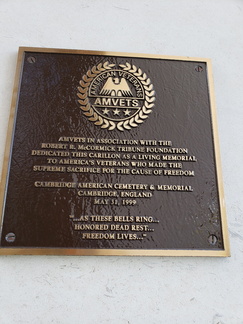 AMERICAN VETERANS
AMVETS
AMVETS IN ASSOCIATION WITH THE
ROBERT R. McCORMICK TRIBUNE FOUNDATION
DEDICATED THIS CARILLON AS A LIVING MEMORIAL
TO AMERICA'S VETERANS WHO MADE THE
SUPREME SACRIFICE FOR THE CAUSE OF FREEDOM
CAMBRIDGE AMERICAN CEMETERY & MEMORIAL
CAMBRIDGE, ENGLAND
MAY 31, 1999
"...AS THESE BELLS RING...
HONORED DEAD REST...
FREEDOM LIVES..."